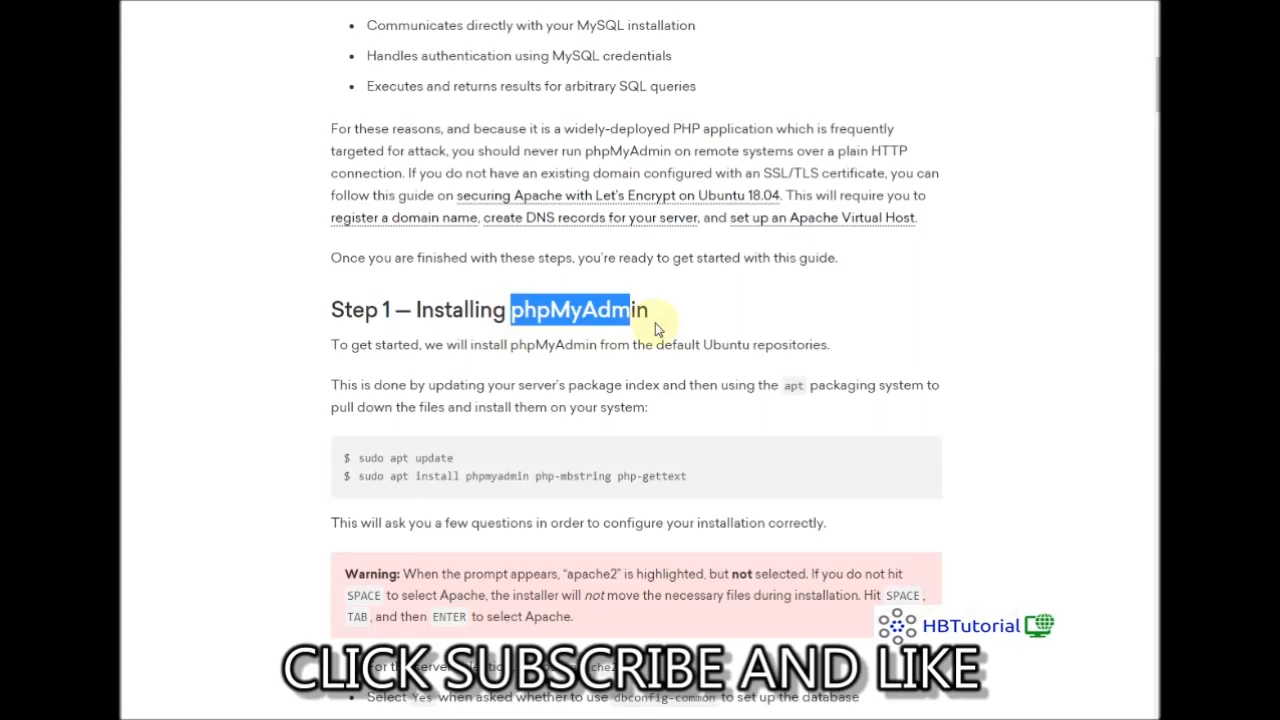 Communicates directly with your MySQL installation
Handles authentication using MySQL credentials
Executes and returns results for arbitrary SQL queries
For these reasons, and because it is a widely-deployed PHP application which is frequently
targeted for attack, you should never run phpMyAdmin on remote systems over a plain HTTP
connection. If you do not have an existing domain configured with an SSL/TLS certificate, you can
follow this guide on securing Apache with Let's Encrypt on Ubuntu 18.04. This will require you to
register a domain name, create DNS records for your server, and set up an Apache Virtual Host.
Once you are finished with these steps, you're ready to get started with this guide.
Step 1 — Installing phpMyAdmin
To get started, we will install phpMyAdmin from the default Ubuntu repositories.
This is done by updating your server's package index and then using the apt packaging system to
pull down the files and install them on your system:
$ sudo apt update
$ sudo apt install phpmyadmin php-mbstring php-gettext
This will ask you a few questions in order to configure your installation correctly.
Warning: When the prompt appears, "apache2" is highlighted, but not selected. If you do not hit
SPACE to select Apache, the installer will not move the necessary files during installation. Hit SPACE,
TAB, and then ENTER to select Apache.
HBTutorial
CLICK SUBSCRIBE AND LIKE
Select Yes when asked whether to use dbconfig-common to set up the database